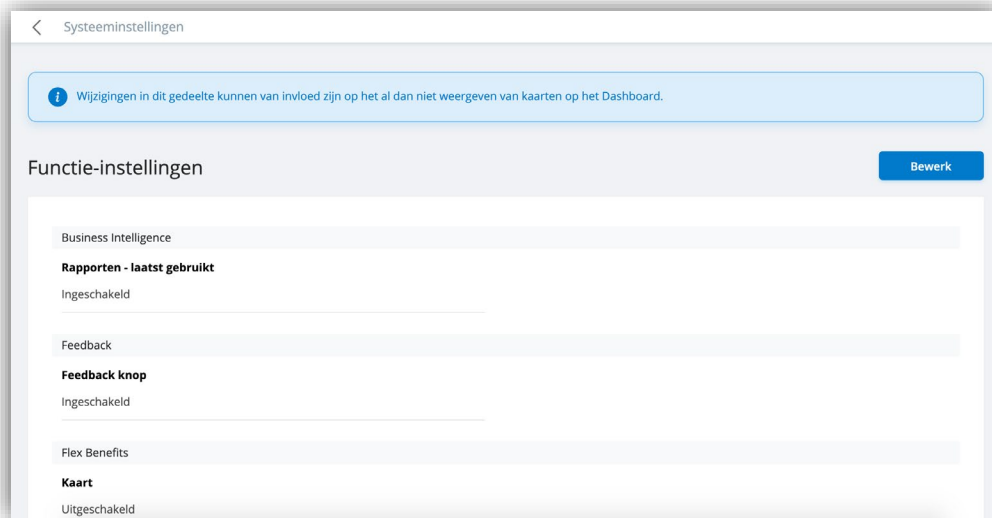 Systeeminstellingen
Wijzigingen in dit gedeelte kunnen van invloed zijn op het al dan niet weergeven van kaarten op het Dashboard.
Functie-instellingen
Bewerk
Business Intelligence
Rapporten - laatst gebruikt
Ingeschakeld
Feedback
Feedback knop
Ingeschakeld
Flex Benefits
Kaart
Uitgeschakeld